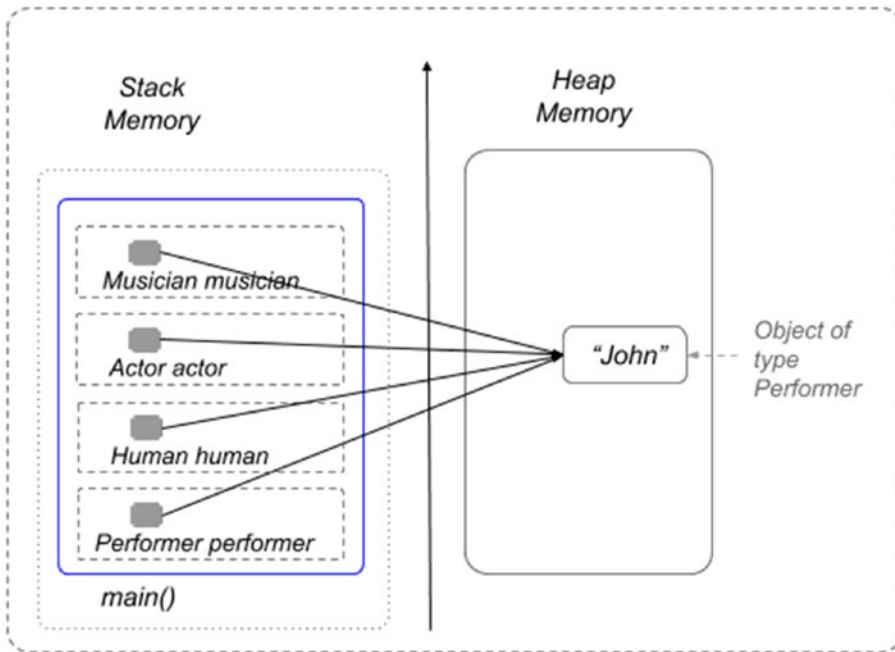 Stack
Memory
Heap
Memory
Musician musician
Actor actor
Human human
Performer performer
main()
“John”
Object of
type
Performer